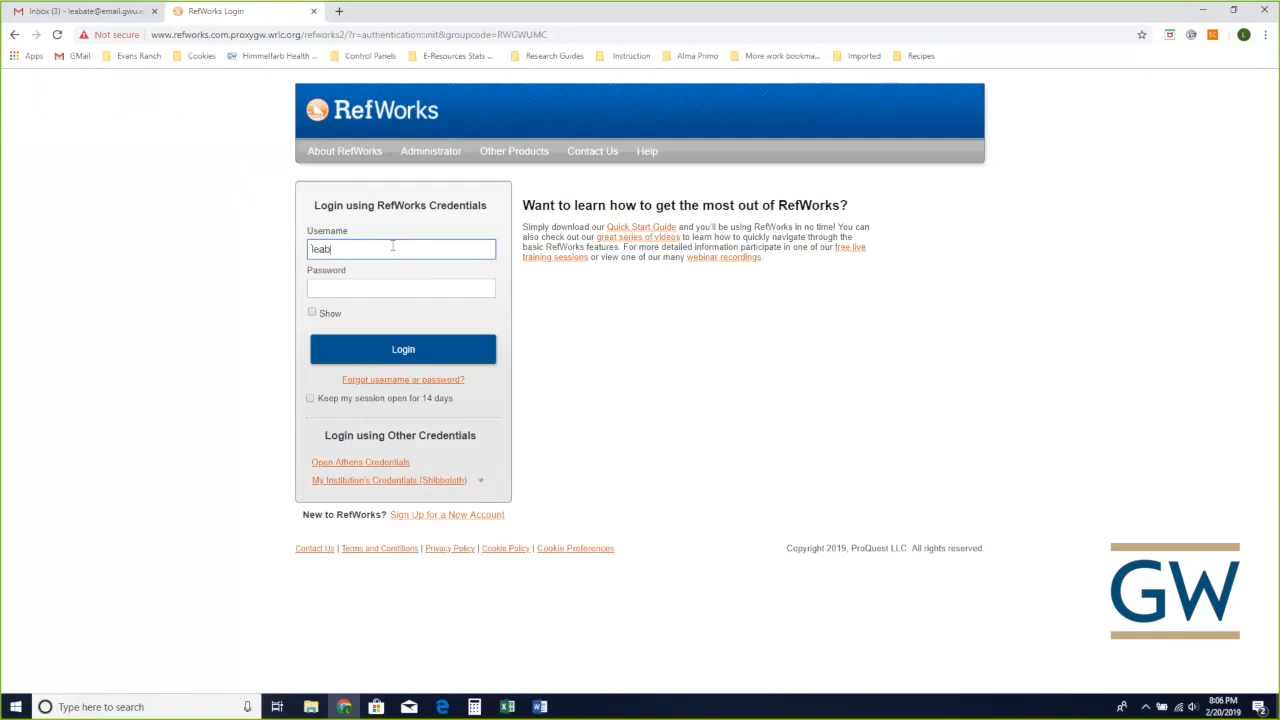 Inbox (3) - leabate@email.gwu.e
RefWorks Login
Not secure
www.refworks.com.proxygw.wrlc.org/refworks2/?r=authentication::init&groupcode=RWGWUMC
Apps
GMail
Evans Ranch
Cookies
Himmelfarb Health ...
Control Panels
E-Resources Stats ...
Research Guides
Instruction
Alma Primo
More work bookma...
Imported
Recipes
RefWorks
About RefWorks
Administrator
Other Products
Contact Us
Help
Login using RefWorks Credentials
Username
leab
Password
Show
Login
Forgot username or password?
Keep my session open for 14 days
Login using Other Credentials
Open Athens Credentials
My Institution's Credentials (Shibboleth)
New to RefWorks? Sign Up for a New Account
Want to learn how to get the most out of RefWorks?
Simply download our Quick Start Guide and you'll be using RefWorks in no time! You can
also check out our great series of videos to learn how to quickly navigate through the
basic RefWorks features. For more detailed information participate in one of our free live
training sessions or view one of our many webinar recordings.
Contact Us | Terms and Conditions | Privacy Policy | Cookie Policy | Cookie Preferences
Copyright 2019, ProQuest LLC. All rights reserved.
GW
Type here to search
8:06 PM
2/20/2019